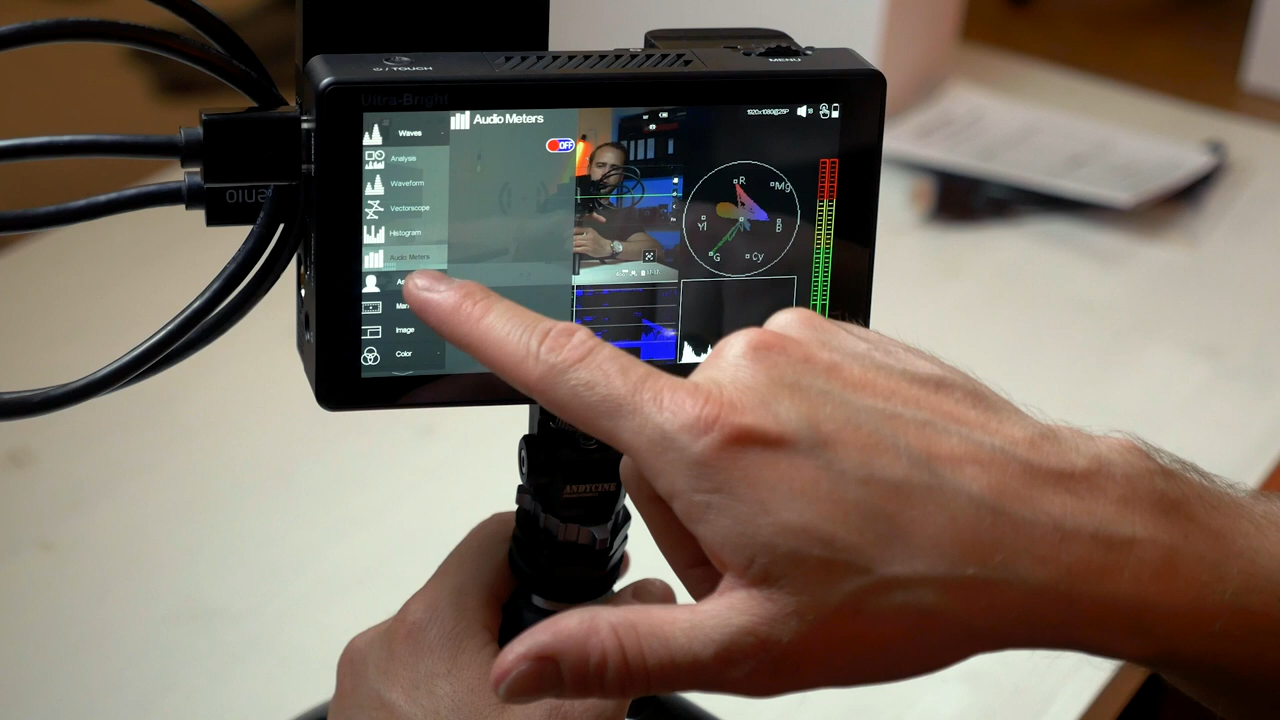 ⏻/TOUCH
MENU
Ultra-Bright
Waves
Analysis
Waveform
Vectorscope
Histogram
Audio Meters
Image
Color
Audio Meters
OFF
1920x1080@25P
R
Mg
Yl
B
G
Cy
enio
ANDYCINE